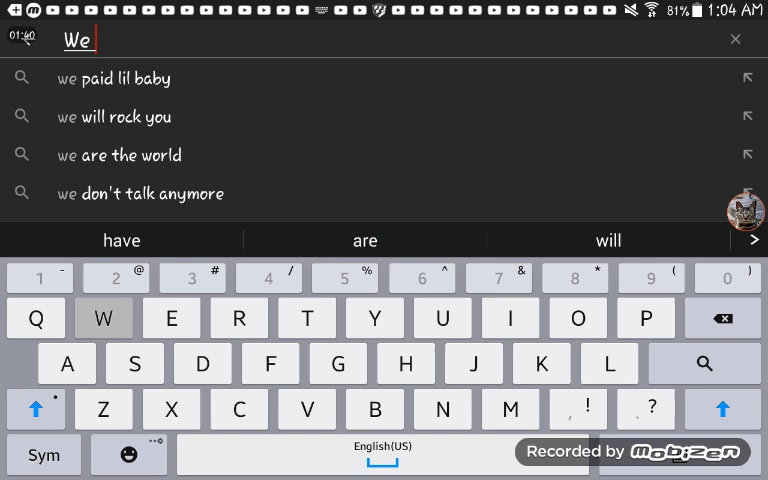 81% 1:04 AM
01:40
We
we paid lil baby
we will rock you
we are the world
we don't talk anymore
have are will >
1 - 2 @ 3 # 4 / 5 % 6 ^ 7 & 8 * 9 ( 0 )
Q W E R T Y U I O P
A S D F G H J K L
Z X C V B N M , ! . ?
Sym English(US)
Recorded by mobizen